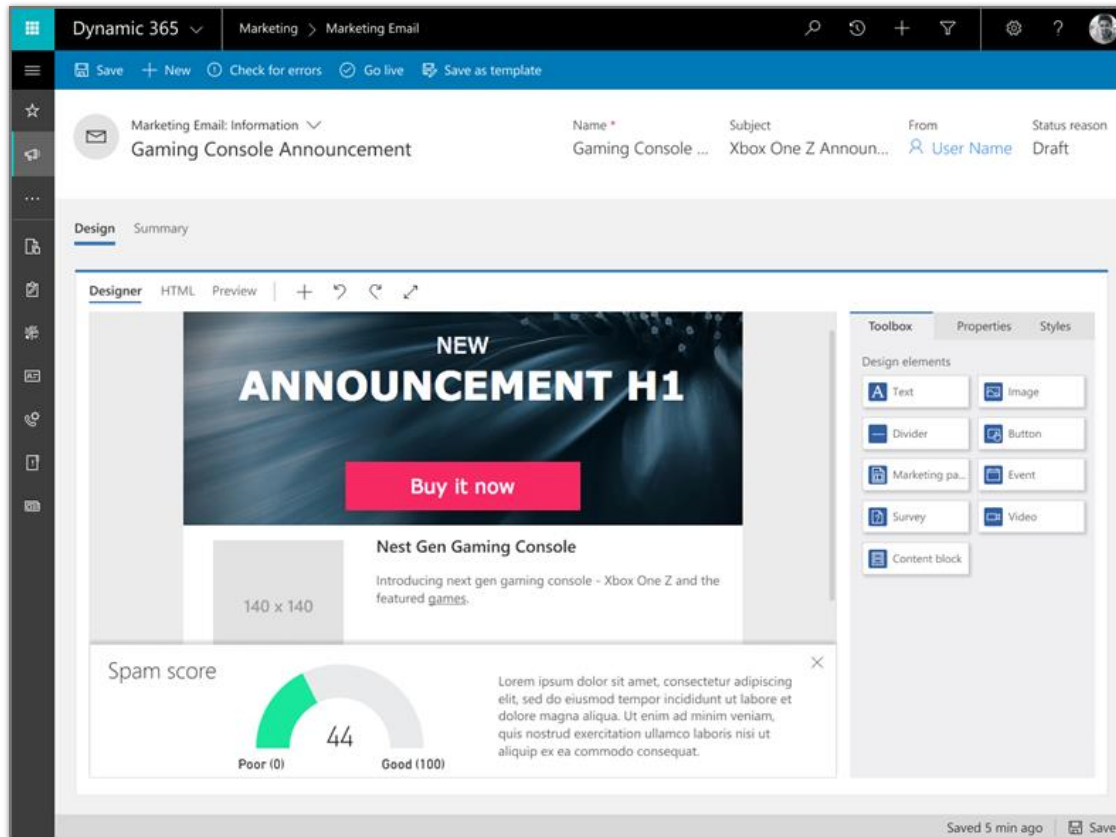 Dynamic 365 Marketing > Marketing Email ?
Save New Check for errors Go live Save as template
Marketing Email: Information
Gaming Console Announcement
Name *
Gaming Console ...
Subject
Xbox One Z Announ...
From
User Name
Status reason
Draft
Design Summary
Designer HTML Preview
NEW
ANNOUNCEMENT H1
Buy it now
140 x 140
Nest Gen Gaming Console
Introducing next gen gaming console - Xbox One Z and the
featured games.
Toolbox Properties Styles
Design elements
A Text Image
Divider Button
Marketing pa... Event
Survey Video
Content block
Spam score
44
Poor (0) Good (100)
Lorem ipsum dolor sit amet, consectetur adipiscing
elit, sed do eiusmod tempor incididunt ut labore et
dolore magna aliqua. Ut enim ad minim veniam,
quis nostrud exercitation ullamco laboris nisi ut
aliquip ex ea commodo consequat.
Saved 5 min ago Save